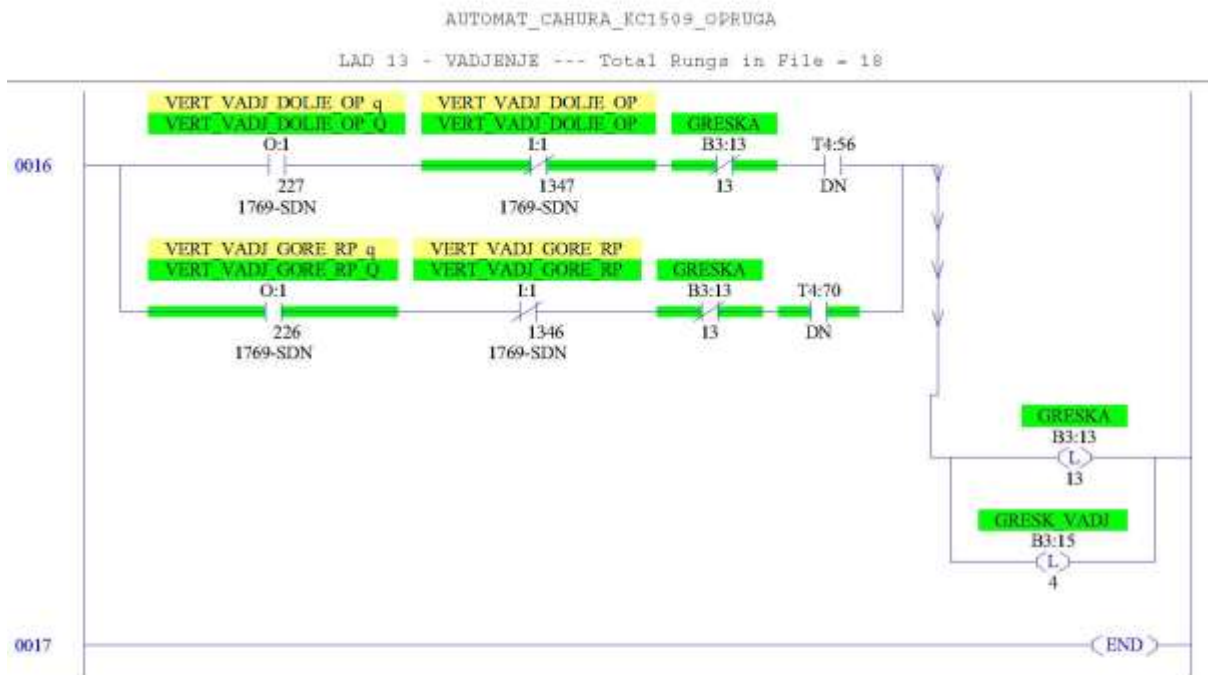 AUTOMAT_CAHURA_KC1509_OPRUGA
LAD 13 - VADJENJE --- Total Rungs in File = 18
VERT_VADJ_DOLJE_OP_q VERT_VADJ_DOLJE_OP
VERT_VADJ_DOLJE_OP_Q VERT_VADJ_DOLJE_OP GRESKA
O:1 I:1 B3:13 T4:56
0016
227 1347 13 DN
1769-SDN 1769-SDN
VERT_VADJ_GORE_RP_q VERT_VADJ_GORE_RP
VERT_VADJ_GORE_RP_Q VERT_VADJ_GORE_RP GRESKA
O:1 I:1 B3:13 T4:70
226 1346 13 DN
1769-SDN 1769-SDN
GRESKA
B3:13
L
13
GRESK_VADJ
B3:15
L
4
0017 END